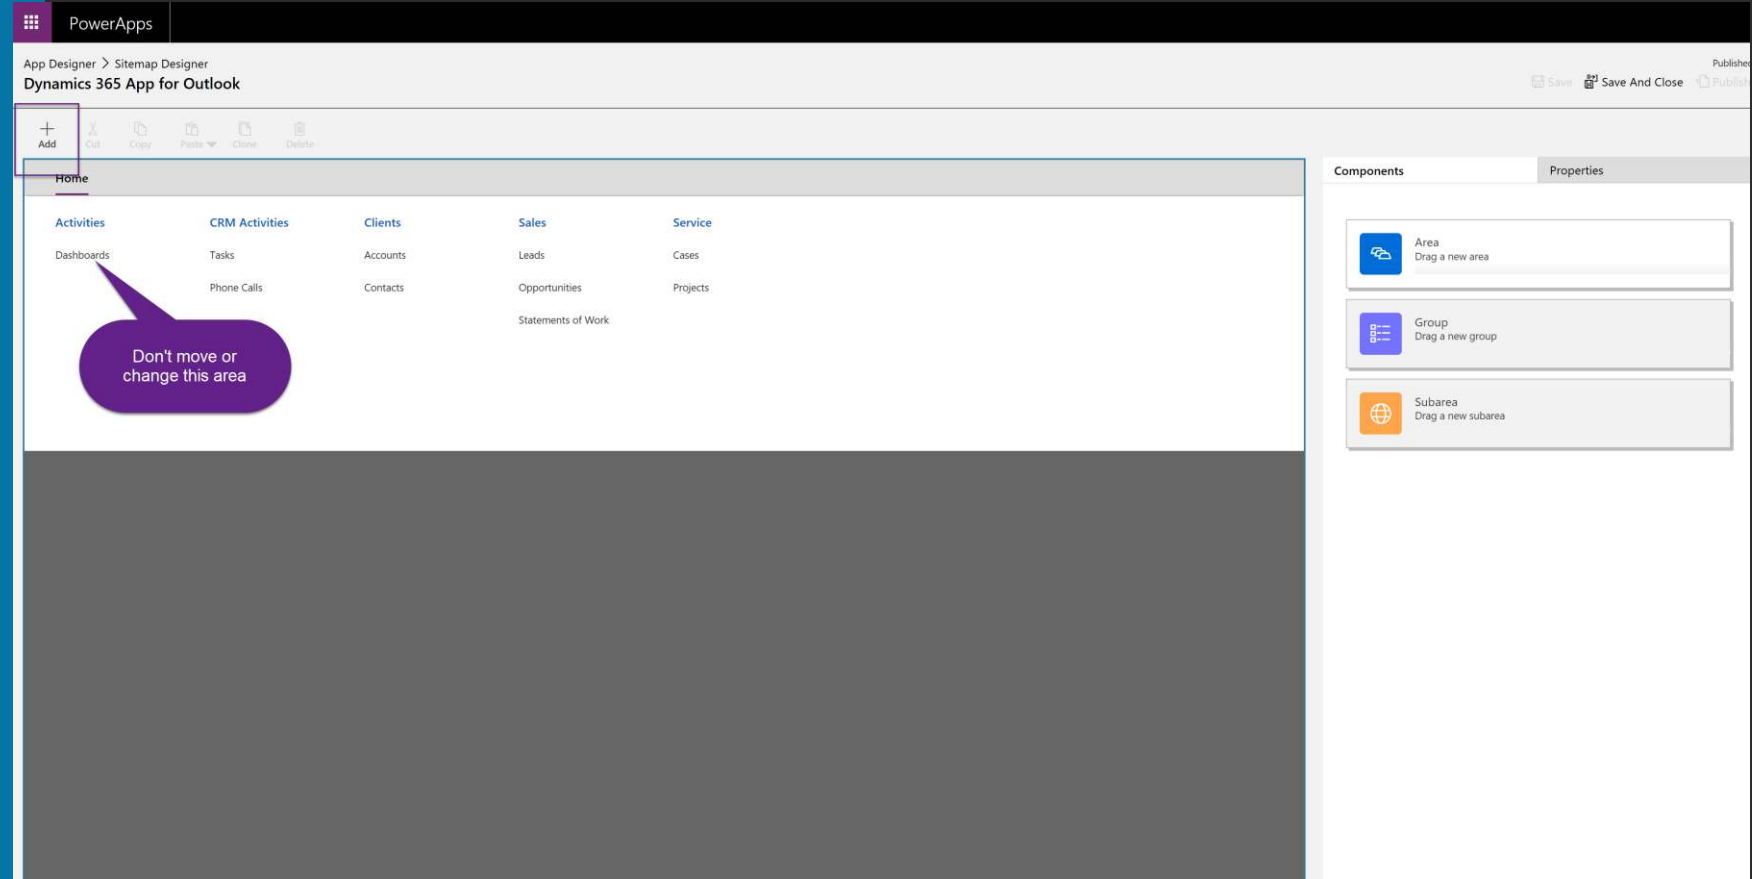 PowerApps
App Designer > Sitemap Designer
Published
Dynamics 365 App for Outlook
Save
Save And Close
Publish
Add
Cut
Copy
Paste
Clone
Delete
Home
Components
Properties
Activities
CRM Activities
Clients
Sales
Service
Dashboards
Tasks
Accounts
Leads
Cases
Phone Calls
Contacts
Opportunities
Projects
Statements of Work
Don't move or
change this area
Area
Drag a new area
Group
Drag a new group
Subarea
Drag a new subarea